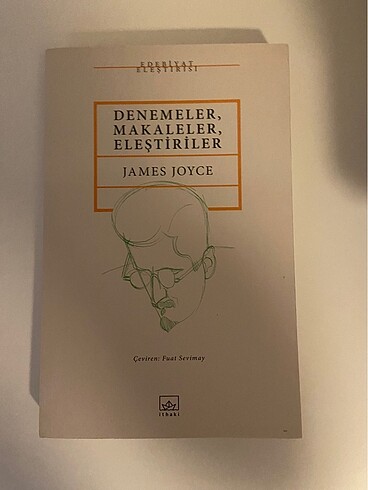 EDEBİYAT
ELEŞTİRİSİ
DENEMELER,
MAKALELER,
ELEŞTİRİLER
JAMES JOYCE
Çeviren: Fuat Sevimay
ithaki